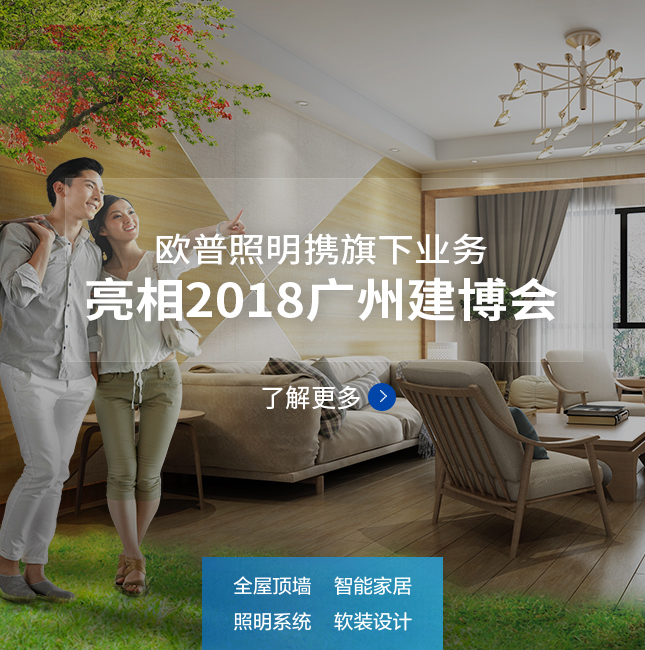 欧普照明携旗下业务
亮相2018广州建博会
了解更多
全屋顶墙 智能家居
照明系统 软装设计